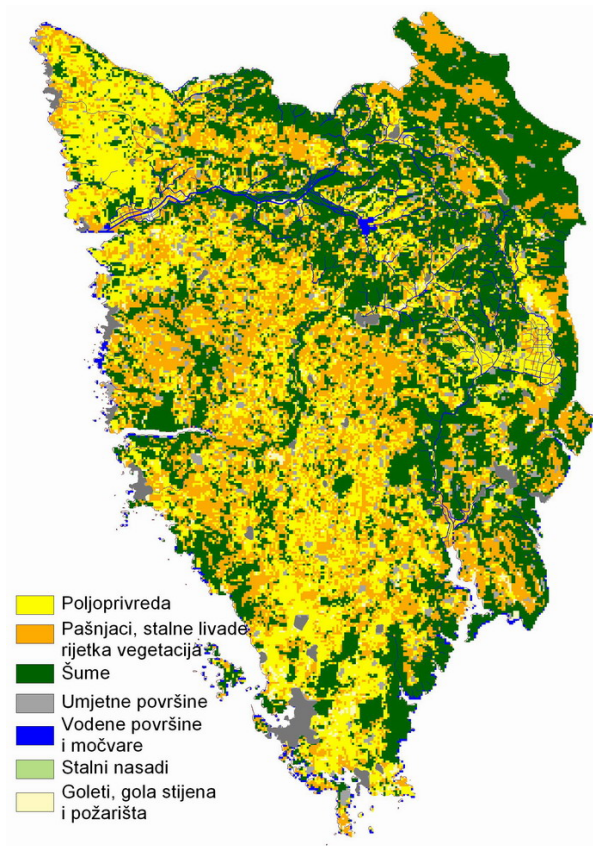 Poljoprivreda
Pašnjaci, stalne livade,
rijetka vegetacija
Šume
Umjetne površine
Vodene površine
i močvare
Stalni nasadi
Goleti, gola stijena
i požarišta